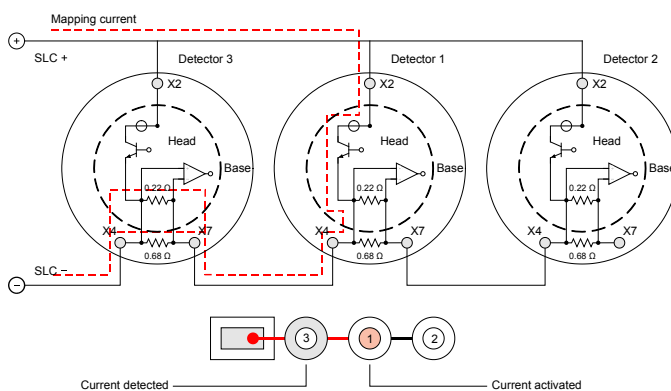 Mapping current
+
SLC +
Detector 3
Detector 1
Detector 2
X2
X2
X2
Head
Head
Head
Base
Base
Base
0.22 Ω
0.22 Ω
0.22 Ω
X4
X7
X4
X7
X4
X7
0.68 Ω
0.68 Ω
0.68 Ω
SLC −
−
3
1
2
Current detected
Current activated